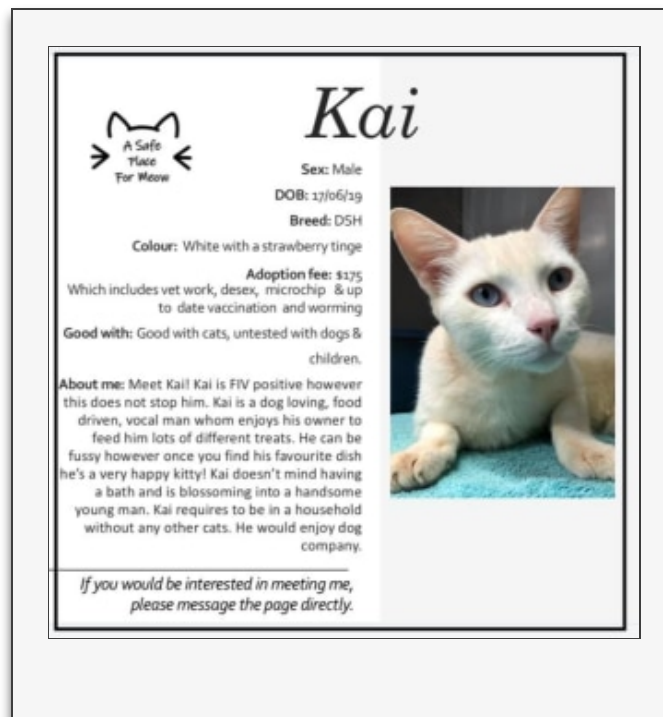 Kai
A Safe
Place
For Meow
Sex: Male
DOB: 17/06/19
Breed: DSH
Colour: White with a strawberry tinge
Adoption fee: $175
Which includes vet work, desex, microchip & up
to date vaccination and worming
Good with: Good with cats, untested with dogs &
children.
About me: Meet Kai! Kai is FIV positive however
this does not stop him. Kai is a dog loving, food
driven, vocal man whom enjoys his owner to
feed him lots of different treats. He can be
fussy however once you find his favourite dish
he's a very happy kitty! Kai doesn't mind having
a bath and is blossoming into a handsome
young man. Kai requires to be in a household
without any other cats. He would enjoy dog
company.
If you would be interested in meeting me,
please message the page directly.